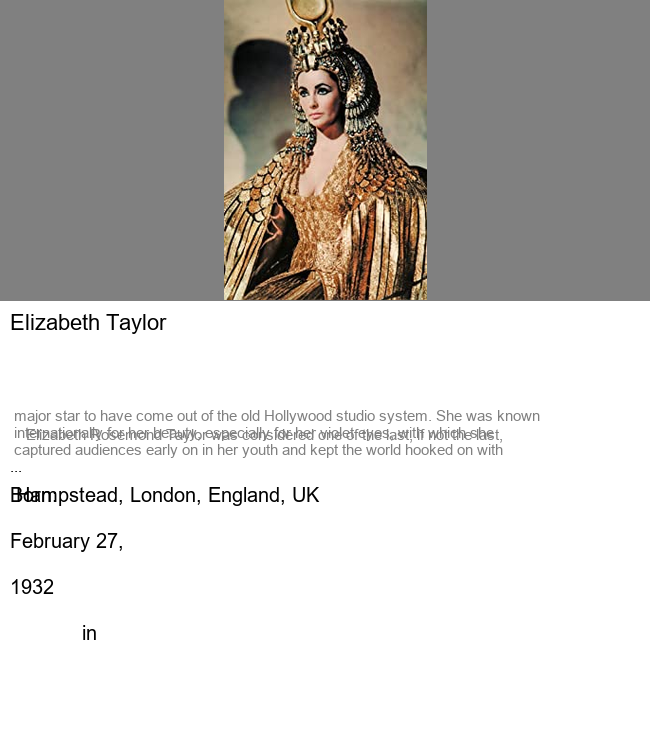 Elizabeth Taylor
Elizabeth Rosemond Taylor was considered one of the last, if not the last,
major star to have come out of the old Hollywood studio system. She was known
internationally for her beauty, especially for her violet eyes, with which she
captured audiences early on in her youth and kept the world hooked on with
...
Born:
Hampstead, London, England, UK
February 27,
1932
in